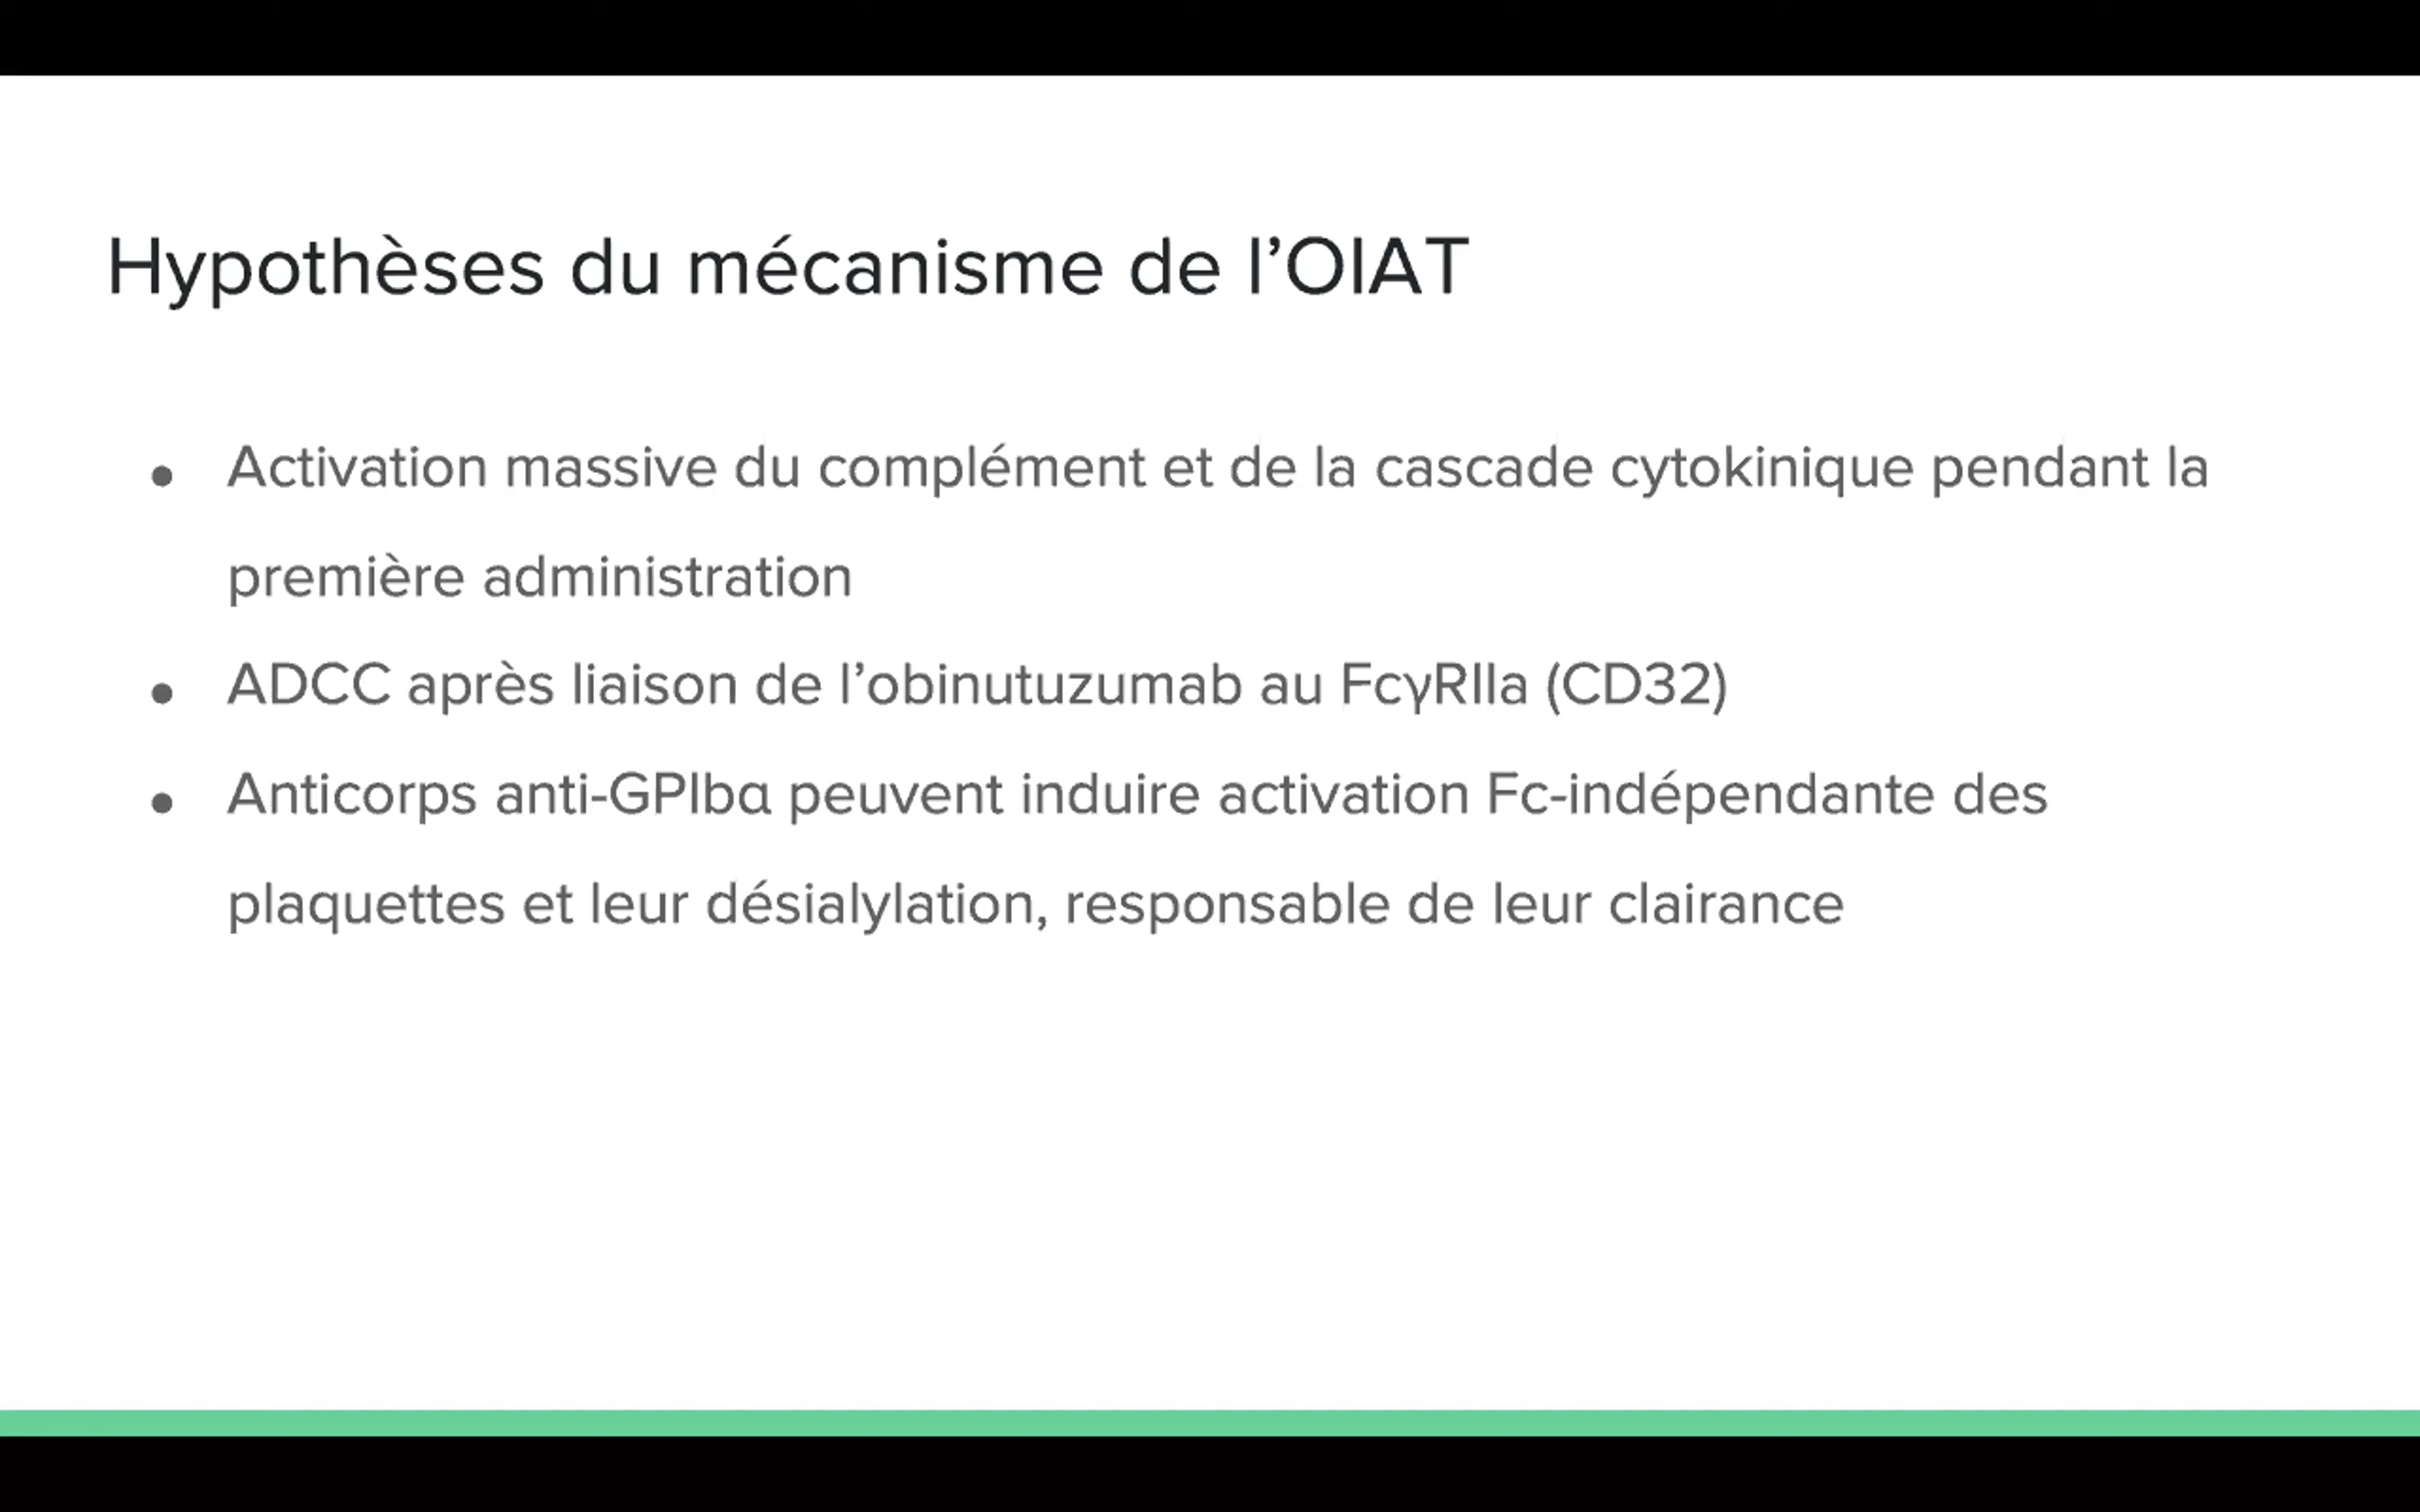 Hypothèses du mécanisme de l’OIAT
● Activation massive du complément et de la cascade cytokinique pendant la
première administration
● ADCC après liaison de l’obinutuzumab au FcγRIIa (CD32)
● Anticorps anti-GPIbα peuvent induire activation Fc-indépendante des
plaquettes et leur désialylation, responsable de leur clairance